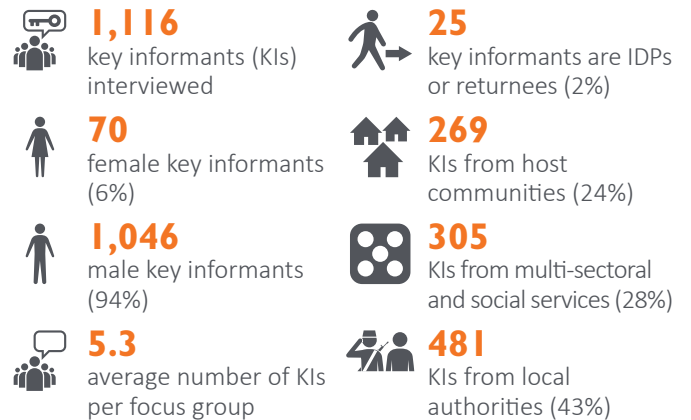 1,116
key informants (KIs)
interviewed
70
female key informants
(6%)
1,046
male key informants
(94%)
5.3
average number of KIs
per focus group
25
key informants are IDPs
or returnees (2%)
269
KIs from host
communities (24%)
305
KIs from multi-sectoral
and social services (28%)
481
KIs from local
authorities (43%)